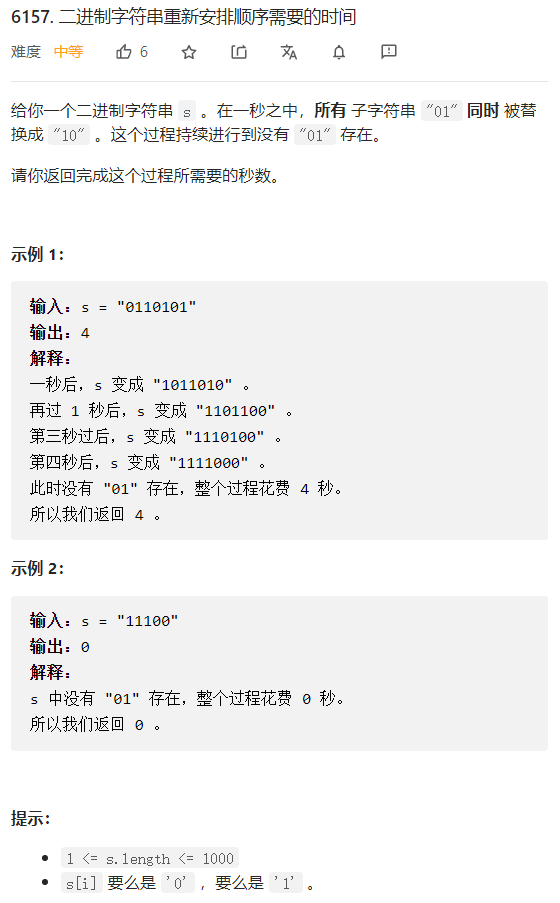 6157. 二进制字符串重新安排顺序需要的时间
难度 中等 6
给你一个二进制字符串 s 。在一秒之中，所有 子字符串 "01" 同时 被替
换成 "10" 。这个过程持续进行到没有 "01" 存在。
请你返回完成这个过程所需要的秒数。
示例 1：
输入：s = "0110101"
输出：4
解释：
一秒后，s 变成 "1011010" 。
再过 1 秒后，s 变成 "1101100" 。
第三秒过后，s 变成 "1110100" 。
第四秒后，s 变成 "1111000" 。
此时没有 "01" 存在，整个过程花费 4 秒。
所以我们返回 4 。
示例 2：
输入：s = "11100"
输出：0
解释：
s 中没有 "01" 存在，整个过程花费 0 秒。
所以我们返回 0 。
提示：
• 1 <= s.length <= 1000
• s[i] 要么是 '0' ，要么是 '1' 。